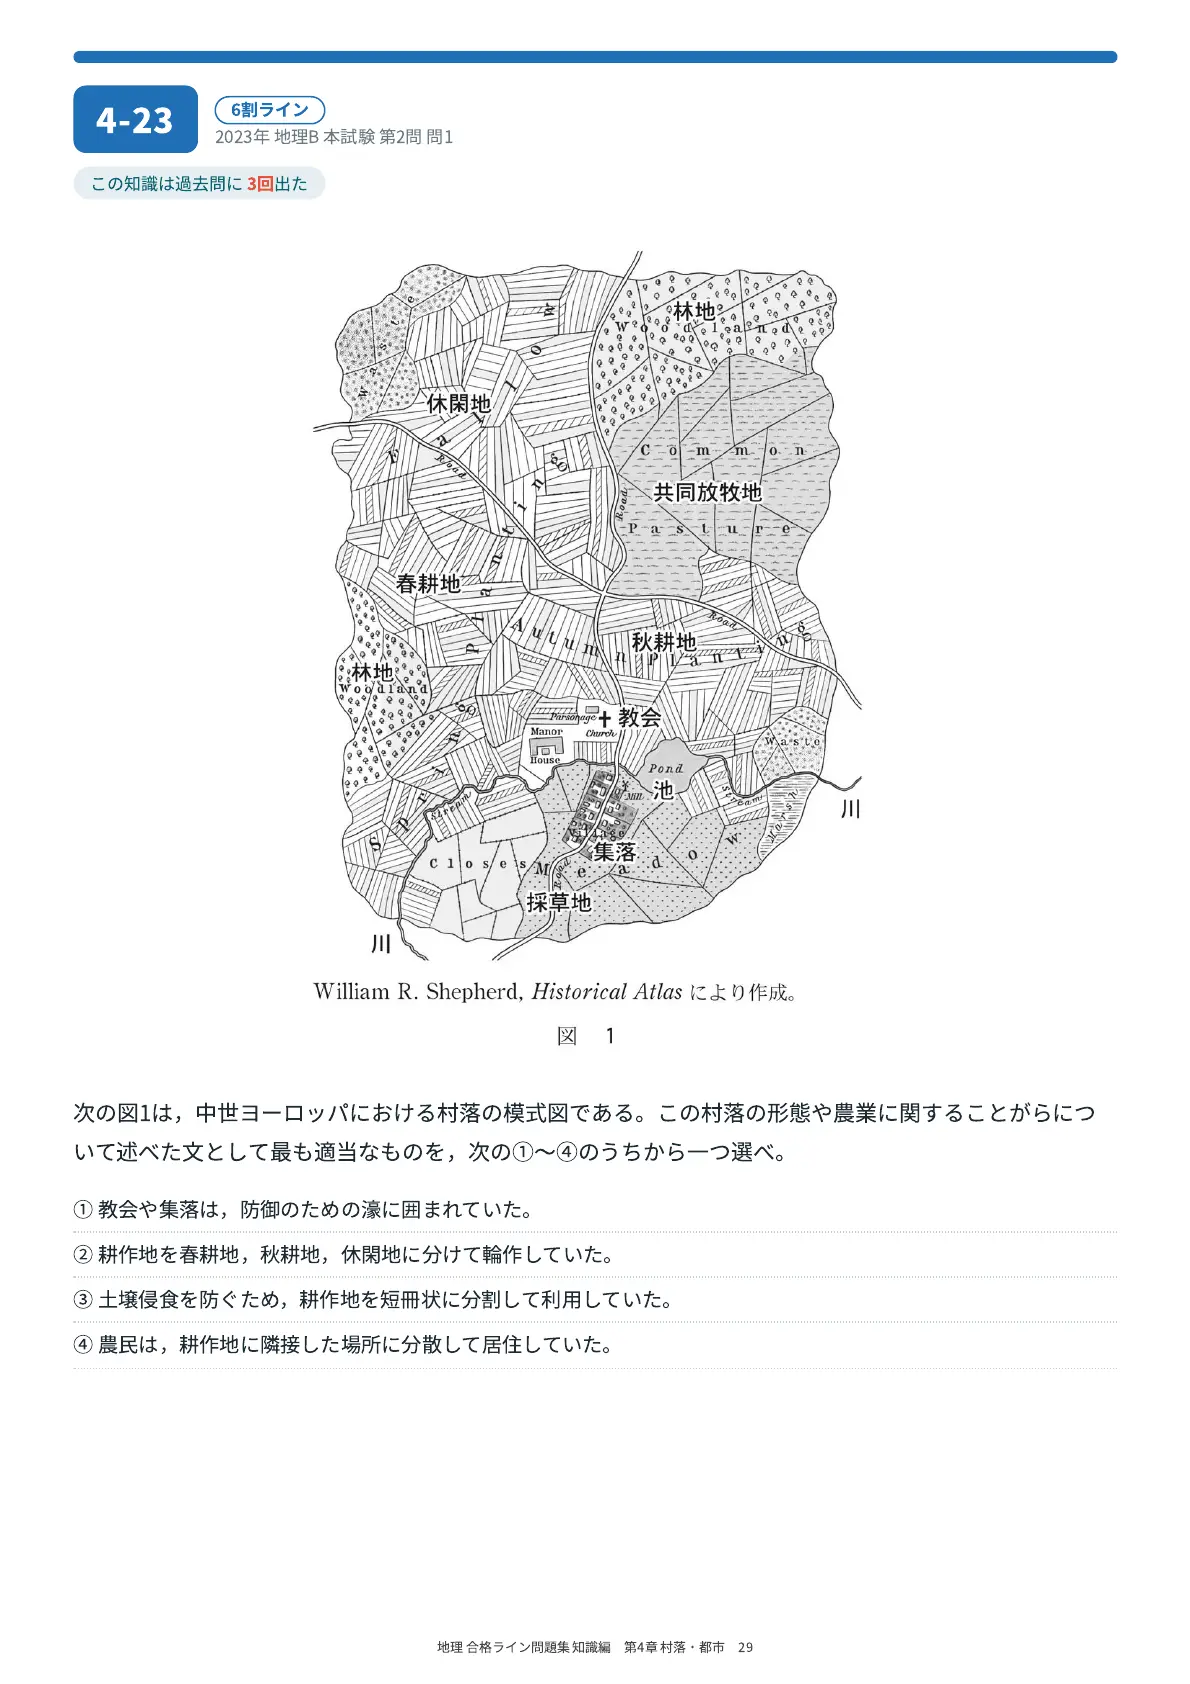 4-23
6割ライン
2023年 地理B 本試験 第2問 問1
この知識は過去問に 3回出た
Waste
林地
Woodland
休閑地
Fallow
Road
Common
共同放牧地
Pasture
Road
春耕地
Spring Planting
秋耕地
Autumn Planting
Road
林地
Woodland
Parsonage
教会
Church
Manor
House
Waste
Pond
池
Mill
Stream
Stream
Marsh
川
Village
集落
Closes
Meadow
Road
採草地
川
William R. Shepherd, Historical Atlas により作成。
図 1
次の図1は，中世ヨーロッパにおける村落の模式図である。この村落の形態や農業に関することがらにつ
いて述べた文として最も適当なものを，次の①～④のうちから一つ選べ。
① 教会や集落は，防御のための濠に囲まれていた。
② 耕作地を春耕地，秋耕地，休閑地に分けて輪作していた。
③ 土壌侵食を防ぐため，耕作地を短冊状に分割して利用していた。
④ 農民は，耕作地に隣接した場所に分散して居住していた。
地理 合格ライン問題集 知識編 第4章 村落・都市 29